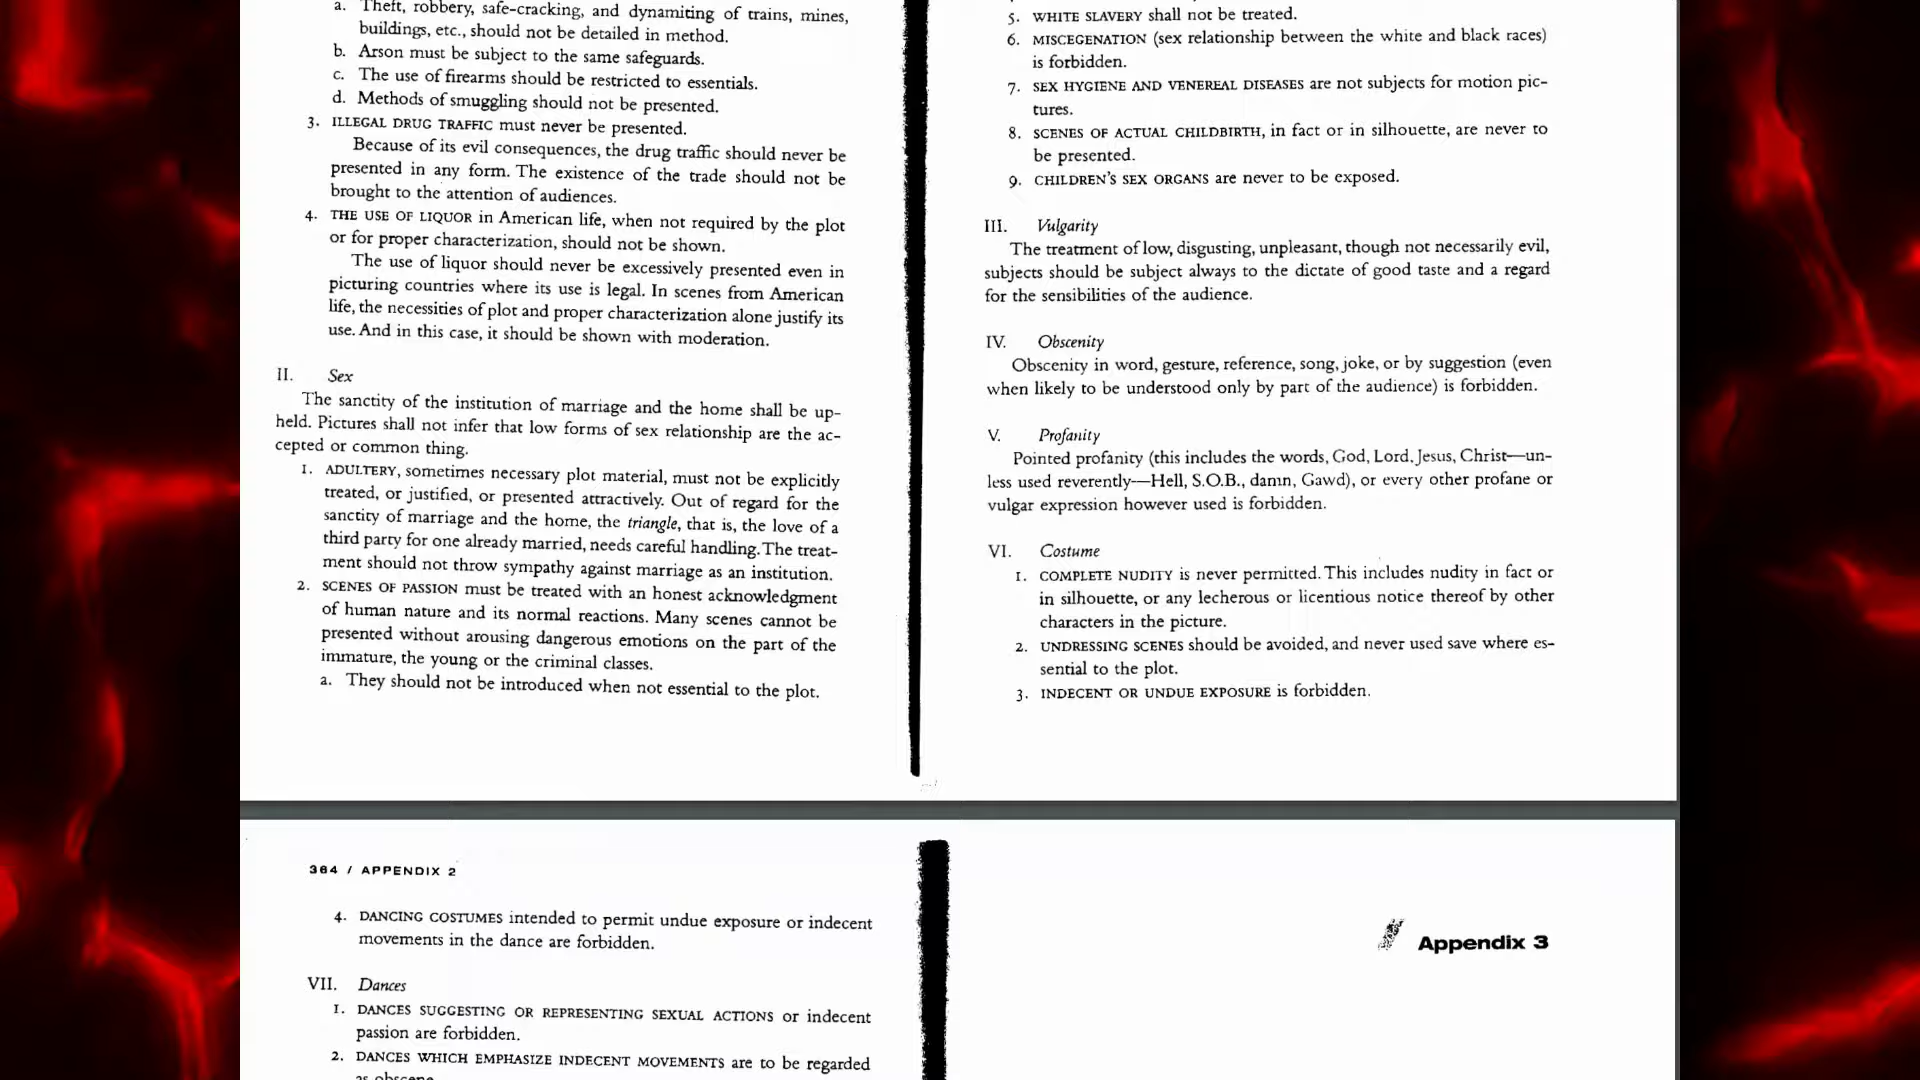 a. Theft, robbery, safe-cracking, and dynamiting of trains, mines,
buildings, etc., should not be detailed in method.
b. Arson must be subject to the same safeguards.
c. The use of firearms should be restricted to essentials.
d. Methods of smuggling should not be presented.
3. ILLEGAL DRUG TRAFFIC must never be presented.
Because of its evil consequences, the drug traffic should never be
presented in any form. The existence of the trade should not be
brought to the attention of audiences.
4. THE USE OF LIQUOR in American life, when not required by the plot
or for proper characterization, should not be shown.
The use of liquor should never be excessively presented even in
picturing countries where its use is legal. In scenes from American
life, the necessities of plot and proper characterization alone justify its
use. And in this case, it should be shown with moderation.
II. Sex
The sanctity of the institution of marriage and the home shall be up-
held. Pictures shall not infer that low forms of sex relationship are the ac-
cepted or common thing.
1. ADULTERY, sometimes necessary plot material, must not be explicitly
treated, or justified, or presented attractively. Out of regard for the
sanctity of marriage and the home, the triangle, that is, the love of a
third party for one already married, needs careful handling. The treat-
ment should not throw sympathy against marriage as an institution.
2. SCENES OF PASSION must be treated with an honest acknowledgment
of human nature and its normal reactions. Many scenes cannot be
presented without arousing dangerous emotions on the part of the
immature, the young or the criminal classes.
a. They should not be introduced when not essential to the plot.
5. WHITE SLAVERY shall not be treated.
6. MISCEGENATION (sex relationship between the white and black races)
is forbidden.
7. SEX HYGIENE AND VENEREAL DISEASES are not subjects for motion pic-
tures.
8. SCENES OF ACTUAL CHILDBIRTH, in fact or in silhouette, are never to
be presented.
9. CHILDREN'S SEX ORGANS are never to be exposed.
III. Vulgarity
The treatment of low, disgusting, unpleasant, though not necessarily evil,
subjects should be subject always to the dictate of good taste and a regard
for the sensibilities of the audience.
IV. Obscenity
Obscenity in word, gesture, reference, song, joke, or by suggestion (even
when likely to be understood only by part of the audience) is forbidden.
V. Profanity
Pointed profanity (this includes the words, God, Lord, Jesus, Christ—un-
less used reverently—Hell, S.O.B., damn, Gawd), or every other profane or
vulgar expression however used is forbidden.
VI. Costume
1. COMPLETE NUDITY is never permitted. This includes nudity in fact or
in silhouette, or any lecherous or licentious notice thereof by other
characters in the picture.
2. UNDRESSING SCENES should be avoided, and never used save where es-
sential to the plot.
3. INDECENT OR UNDUE EXPOSURE is forbidden.
364 / APPENDIX 2
4. DANCING COSTUMES intended to permit undue exposure or indecent
movements in the dance are forbidden.
VII. Dances
1. DANCES SUGGESTING OR REPRESENTING SEXUAL ACTIONS or indecent
passion are forbidden.
2. DANCES WHICH EMPHASIZE INDECENT MOVEMENTS are to be regarded
as obscene.
Appendix 3